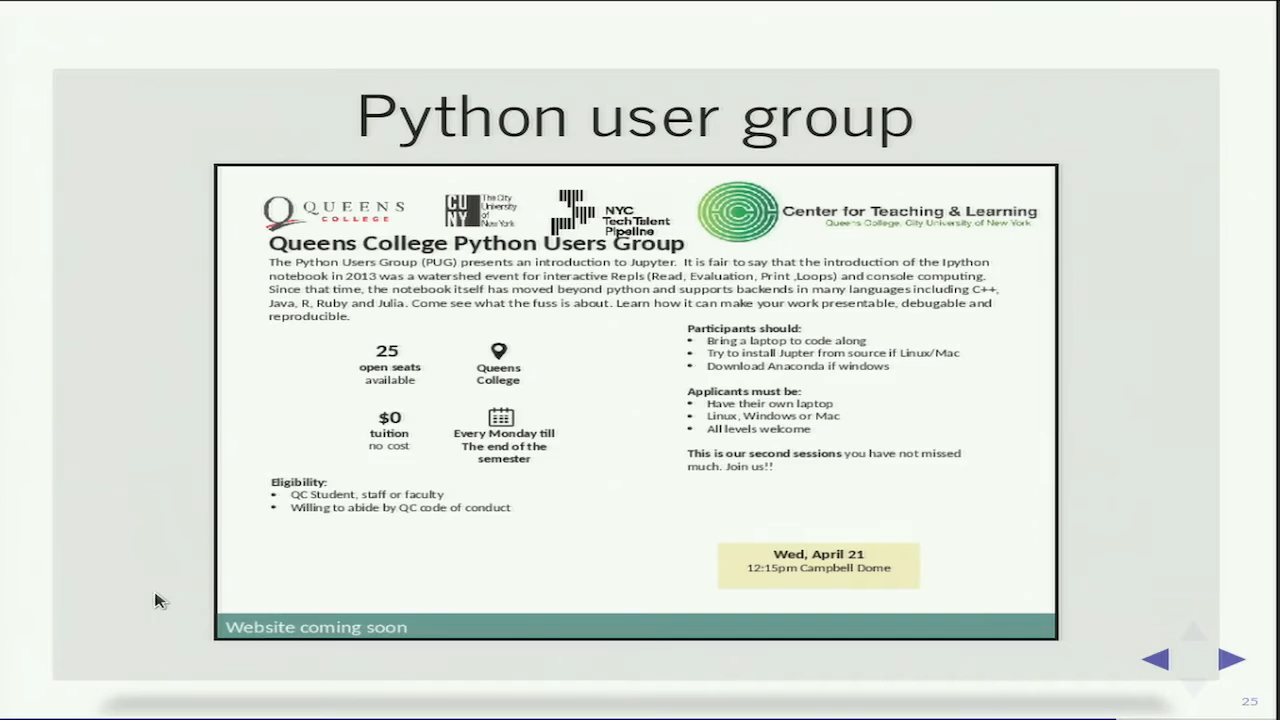 Python user group
QUEENS
COLLEGE
CU
NY
The City
University
of
New York
NYC
Tech Talent
Pipeline
Center for Teaching & Learning
Queens College, City University of New York
Queens College Python Users Group
The Python Users Group (PUG) presents an introduction to Jupyter. It is fair to say that the introduction of the Ipython
notebook in 2013 was a watershed event for interactive Repls (Read, Evaluation, Print ,Loops) and console computing.
Since that time, the notebook itself has moved beyond python and supports backends in many languages including C++,
Java, R, Ruby and Julia. Come see what the fuss is about. Learn how it can make your work presentable, debugable and
reproducible.
25
open seats
available
Queens
College
$0
tuition
no cost
Every Monday till
The end of the
semester
Eligibility:
• QC Student, staff or faculty
• Willing to abide by QC code of conduct
Participants should:
• Bring a laptop to code along
• Try to install Jupter from source if Linux/Mac
• Download Anaconda if windows
Applicants must be:
• Have their own laptop
• Linux, Windows or Mac
• All levels welcome
This is our second sessions you have not missed
much. Join us!!
Wed, April 21
12:15pm Campbell Dome
Website coming soon
25